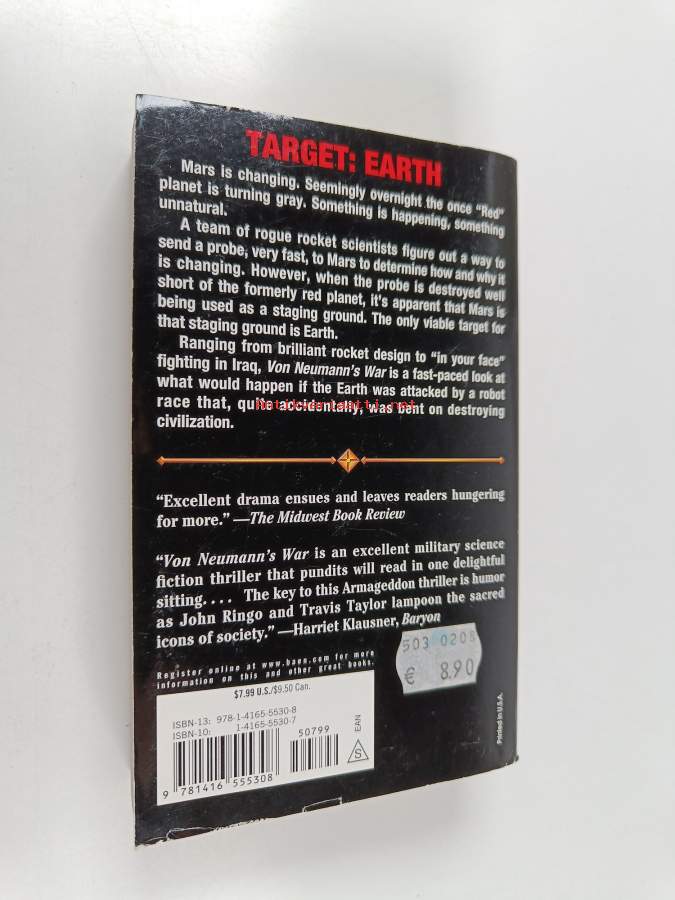 TARGET: EARTH
Mars is changing. Seemingly overnight the once "Red"
planet is turning gray. Something is happening, something
unnatural.
A team of rogue rocket scientists figure out a way to
send a probe, very fast, to Mars to determine how and why it
is changing. However, when the probe is destroyed well
short of the formerly red planet, it's apparent that Mars is
being used as a staging ground. The only viable target for
that staging ground is Earth.
Ranging from brilliant rocket design to "in your face"
fighting in Iraq, Von Neumann's War is a fast-paced look at
what would happen if the Earth was attacked by a robot
race that, quite accidentally, was bent on destroying
civilization.
"Excellent drama ensues and leaves readers hungering
for more." —The Midwest Book Review
"Von Neumann's War is an excellent military science
fiction thriller that pundits will read in one delightful
sitting.... The key to this Armageddon thriller is humor
as John Ringo and Travis Taylor lampoon the sacred
icons of society." —Harriet Klausner, Baryon
503 0208
€ 8.90
Register online at www.baen.com for more
information on this and other great books.
$7.99 U.S./$9.50 Can.
ISBN-13: 978-1-4165-5530-8
ISBN-10: 1-4165-5530-7
50799
EAN
S
9 781416 555308
Printed in U.S.A.